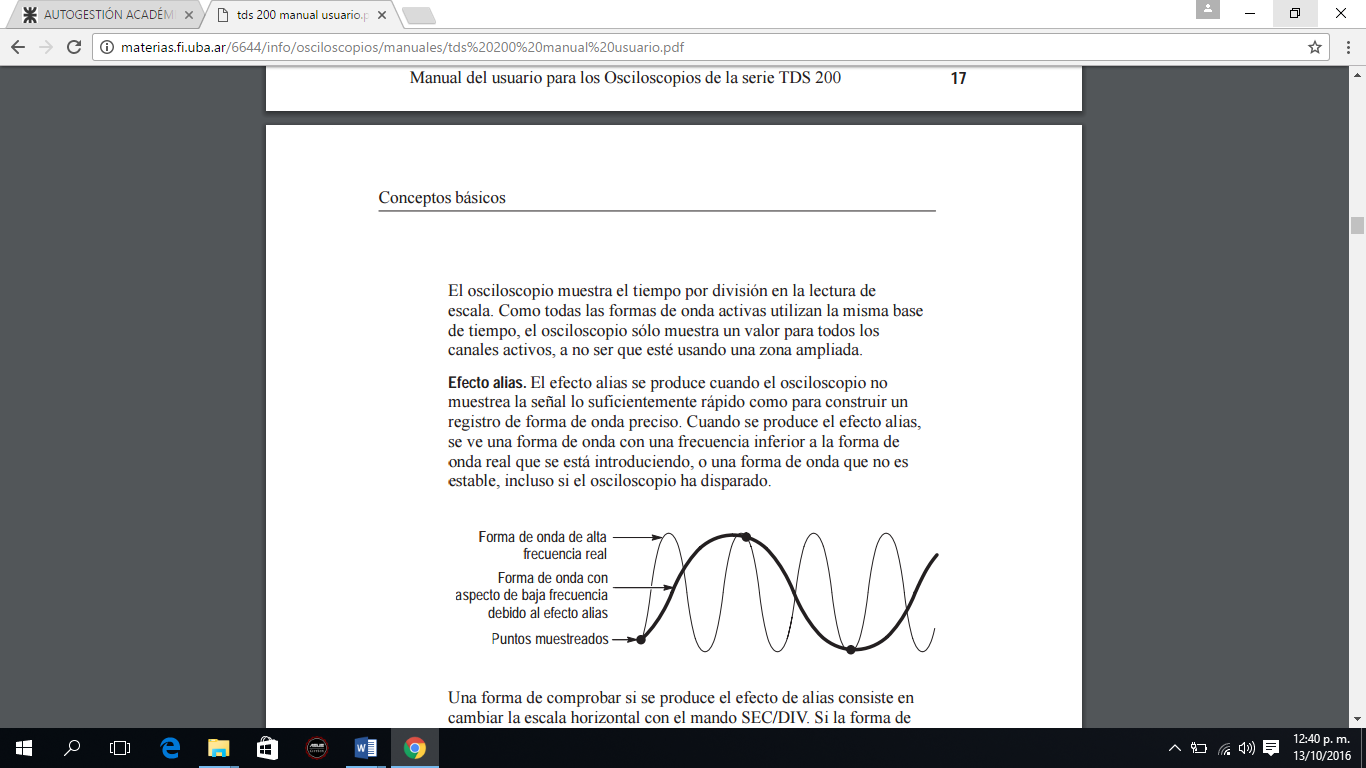 AUTOGESTIÓN ACADÉM
tds 200 manual usuario.p
materias.fi.uba.ar/6644/info/osciloscopios/manuales/tds%20200%20manual%20usuario.pdf
Manual del usuario para los Osciloscopios de la serie TDS 200 17
Conceptos básicos
El osciloscopio muestra el tiempo por división en la lectura de
escala. Como todas las formas de onda activas utilizan la misma base
de tiempo, el osciloscopio sólo muestra un valor para todos los
canales activos, a no ser que esté usando una zona ampliada.
Efecto alias. El efecto alias se produce cuando el osciloscopio no
muestrea la señal lo suficientemente rápido como para construir un
registro de forma de onda preciso. Cuando se produce el efecto alias,
se ve una forma de onda con una frecuencia inferior a la forma de
onda real que se está introduciendo, o una forma de onda que no es
estable, incluso si el osciloscopio ha disparado.
Forma de onda de alta
frecuencia real
Forma de onda con
aspecto de baja frecuencia
debido al efecto alias
Puntos muestreados
Una forma de comprobar si se produce el efecto de alias consiste en
cambiar la escala horizontal con el mando SEC/DIV. Si la forma de
12:40 p. m.
13/10/2016